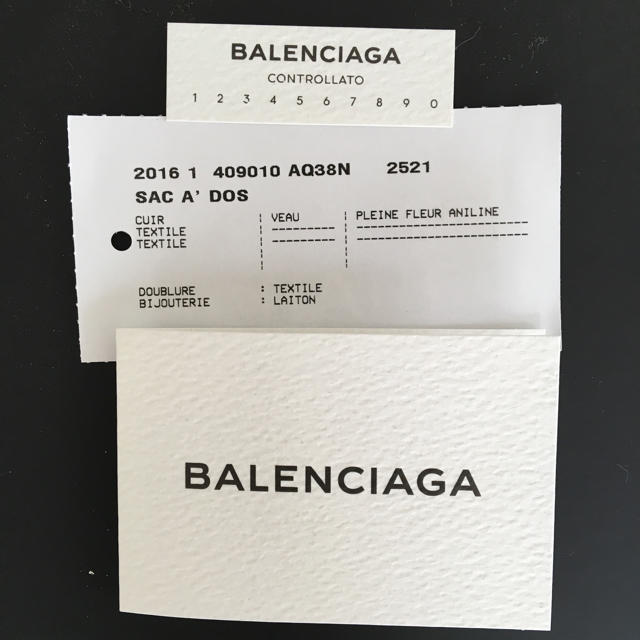 BALENCIAGA
CONTROLLATO
1 2 3 4 5 6 7 8 9 0
2016 1 409010 AQ38N 2521
SAC A' DOS
CUIR VEAU PLEINE FLEUR ANILINE
TEXTILE
TEXTILE
DOUBLURE : TEXTILE
BIJOUTERIE : LAITON
BALENCIAGA